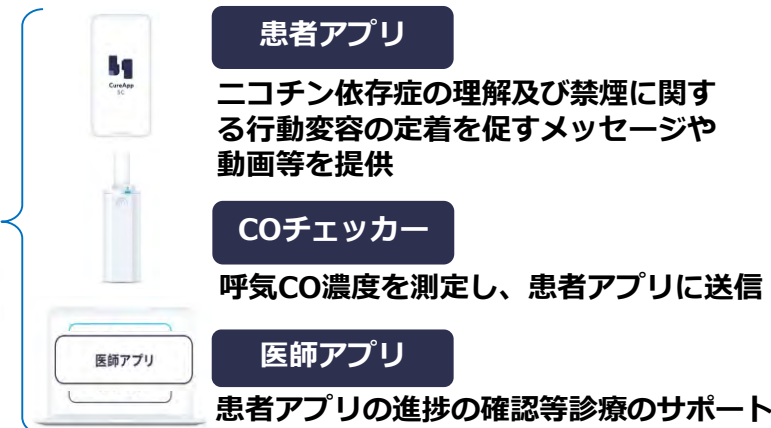 患者アプリ
CureApp
SC
ニコチン依存症の理解及び禁煙に関す
る行動変容の定着を促すメッセージや
動画等を提供
COチェッカー
呼気CO濃度を測定し、患者アプリに送信
医師アプリ
医師アプリ
患者アプリの進捗の確認等診療のサポート